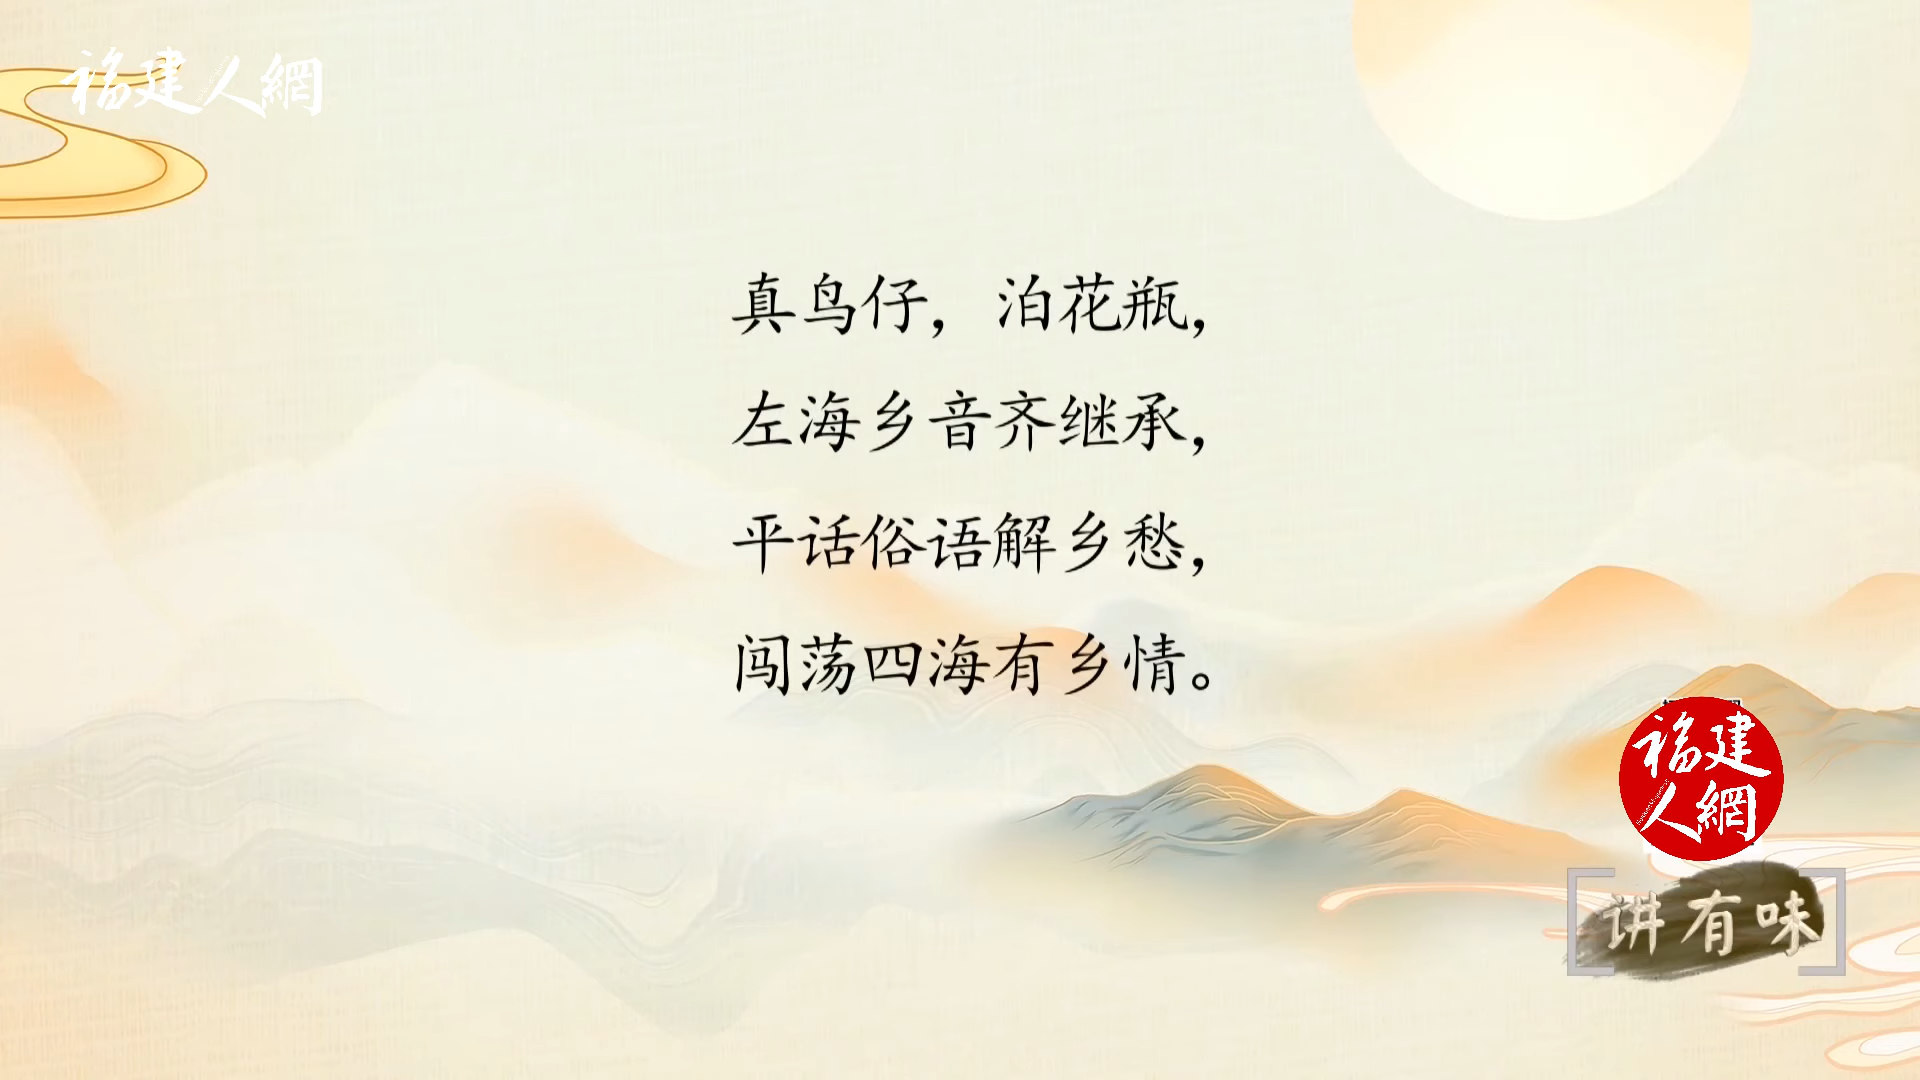 福建人網
真鸟仔，泊花瓶，
左海乡音齐继承，
平话俗语解乡愁，
闯荡四海有乡情。
福建
人網
讲有味